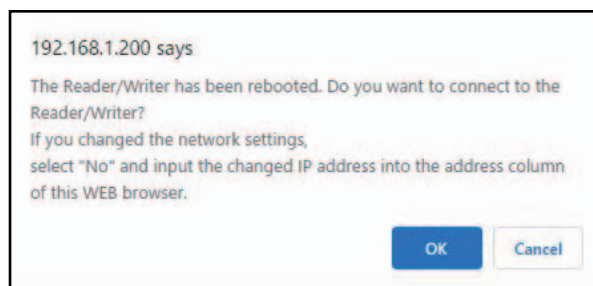 192.168.1.200 says
The Reader/Writer has been rebooted. Do you want to connect to the
Reader/Writer?
If you changed the network settings,
select "No" and input the changed IP address into the address column
of this WEB browser.
OK Cancel